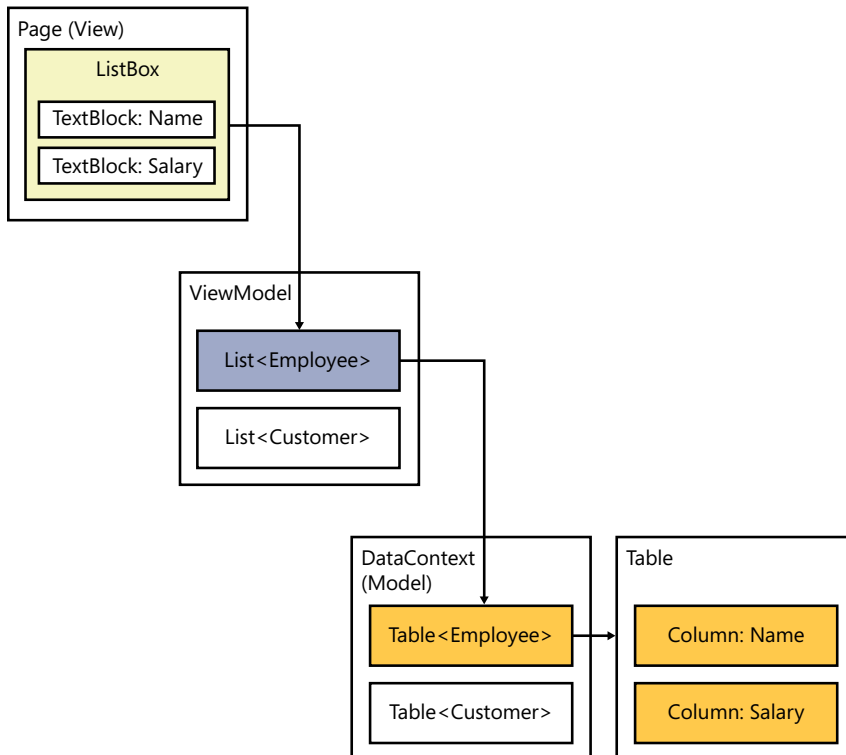 Page (View)
ListBox
TextBlock: Name
TextBlock: Salary
ViewModel
List<Employee>
List<Customer>
DataContext
(Model)
Table<Employee>
Table<Customer>
Table
Column: Name
Column: Salary